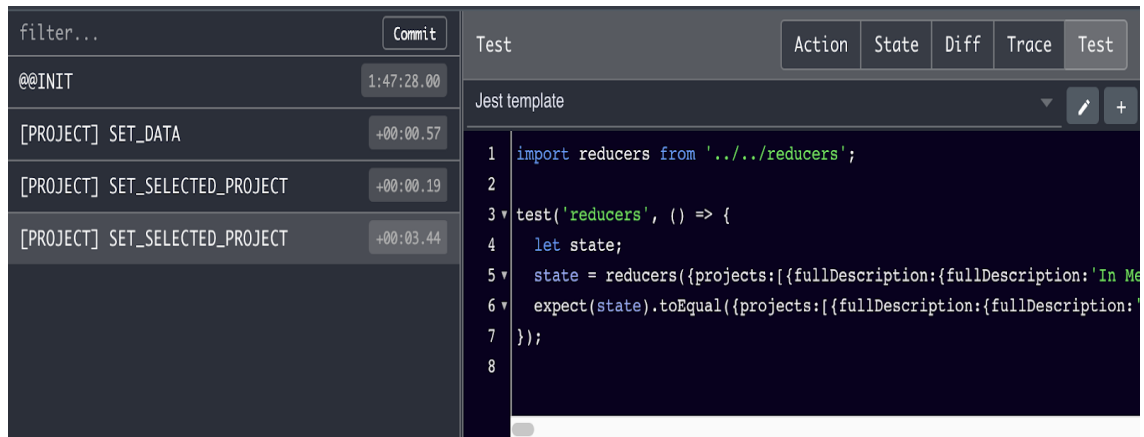 filter...
Commit
@@INIT
1:47:28.00
[PROJECT] SET_DATA
+00:00.57
[PROJECT] SET_SELECTED_PROJECT
+00:00.19
[PROJECT] SET_SELECTED_PROJECT
+00:03.44
Test
Action
State
Diff
Trace
Test
Jest template
+
1 import reducers from '../../reducers';
2
3 test('reducers', () => {
4   let state;
5   state = reducers({projects:[{fullDescription:{fullDescription:'In Me
6   expect(state).toEqual({projects:[{fullDescription:{fullDescription:'
7 });
8